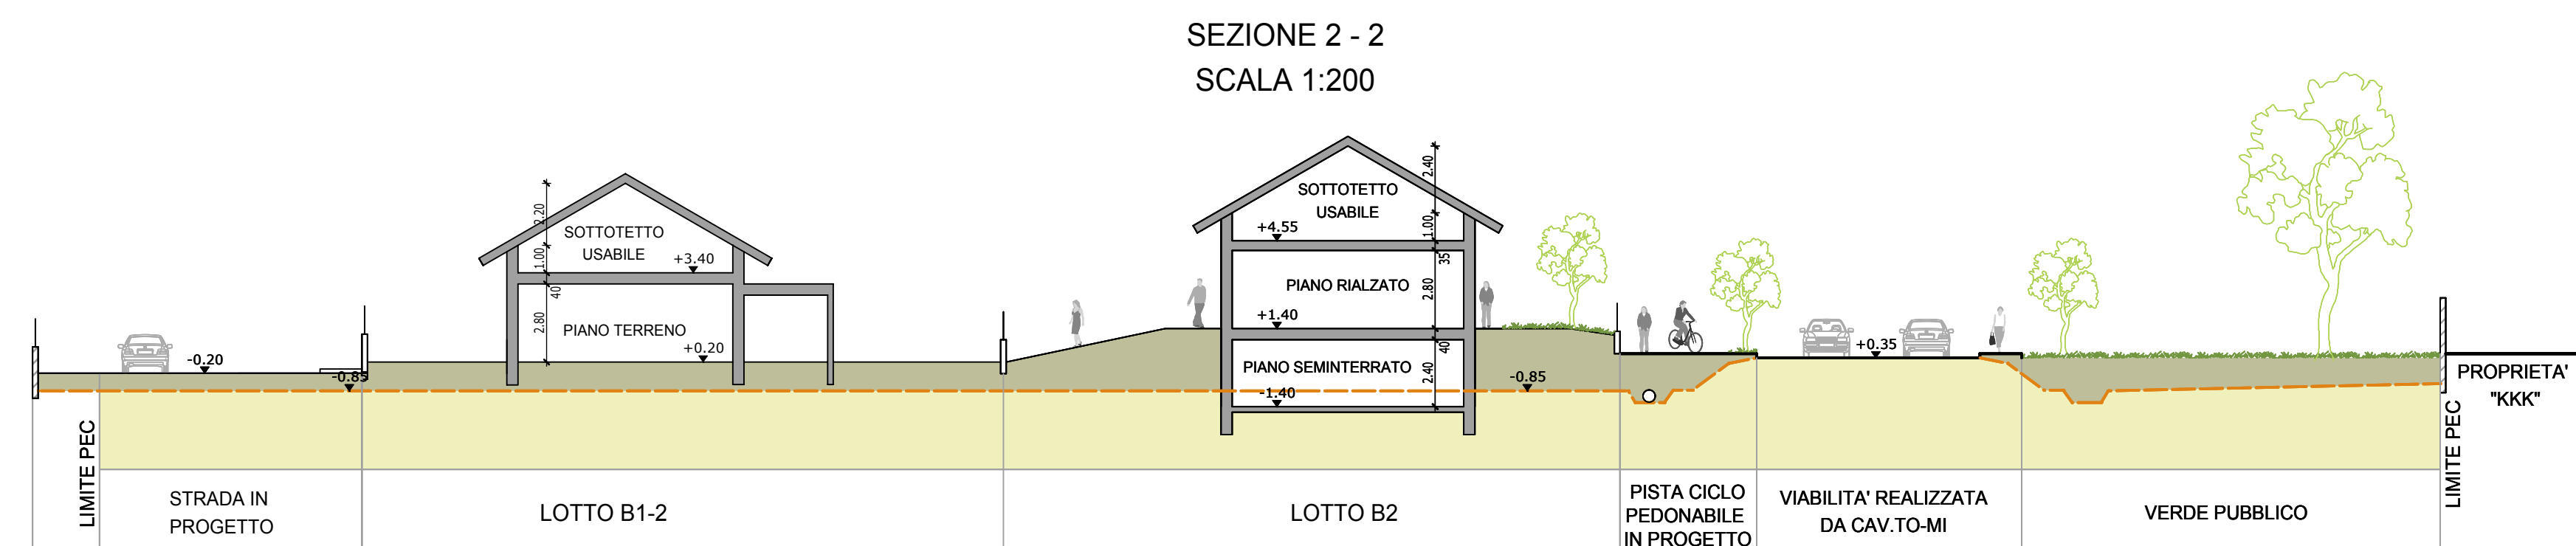 SEZIONE 2 - 2
SCALA 1:200
2.20
1.00
40
2.80
SOTTOTETTO
USABILE
+3.40
PIANO TERRENO
+0.20
-0.20
-0.85
2.40
SOTTOTETTO
USABILE
+4.55
1.00
35
PIANO RIALZATO
2.80
+1.40
40
PIANO SEMINTERRATO
2.40
-1.40
-0.85
+0.35
PROPRIETA'
"KKK"
LIMITE PEC
STRADA IN
PROGETTO
LOTTO B1-2
LOTTO B2
PISTA CICLO
PEDONABILE
IN PROGETTO
VIABILITA' REALIZZATA
DA CAV.TO-MI
VERDE PUBBLICO
LIMITE PEC